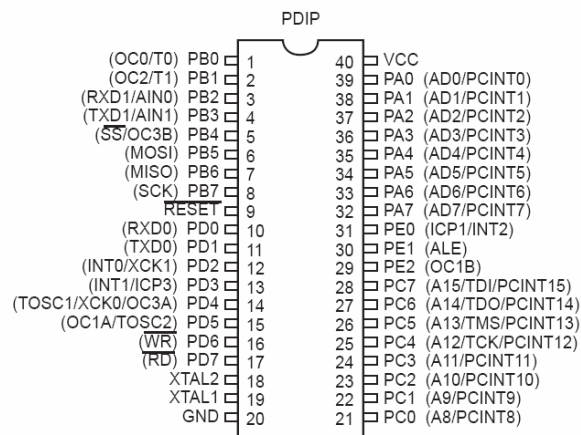 PDIP
(OC0/T0) PB0 1 40 VCC
(OC2/T1) PB1 2 39 PA0 (AD0/PCINT0)
(RXD1/AIN0) PB2 3 38 PA1 (AD1/PCINT1)
(TXD1/AIN1) PB3 4 37 PA2 (AD2/PCINT2)
(SS/OC3B) PB4 5 36 PA3 (AD3/PCINT3)
(MOSI) PB5 6 35 PA4 (AD4/PCINT4)
(MISO) PB6 7 34 PA5 (AD5/PCINT5)
(SCK) PB7 8 33 PA6 (AD6/PCINT6)
RESET 9 32 PA7 (AD7/PCINT7)
(RXD0) PD0 10 31 PE0 (ICP1/INT2)
(TXD0) PD1 11 30 PE1 (ALE)
(INT0/XCK1) PD2 12 29 PE2 (OC1B)
(INT1/ICP3) PD3 13 28 PC7 (A15/TDI/PCINT15)
(TOSC1/XCK0/OC3A) PD4 14 27 PC6 (A14/TDO/PCINT14)
(OC1A/TOSC2) PD5 15 26 PC5 (A13/TMS/PCINT13)
(WR) PD6 16 25 PC4 (A12/TCK/PCINT12)
(RD) PD7 17 24 PC3 (A11/PCINT11)
XTAL2 18 23 PC2 (A10/PCINT10)
XTAL1 19 22 PC1 (A9/PCINT9)
GND 20 21 PC0 (A8/PCINT8)